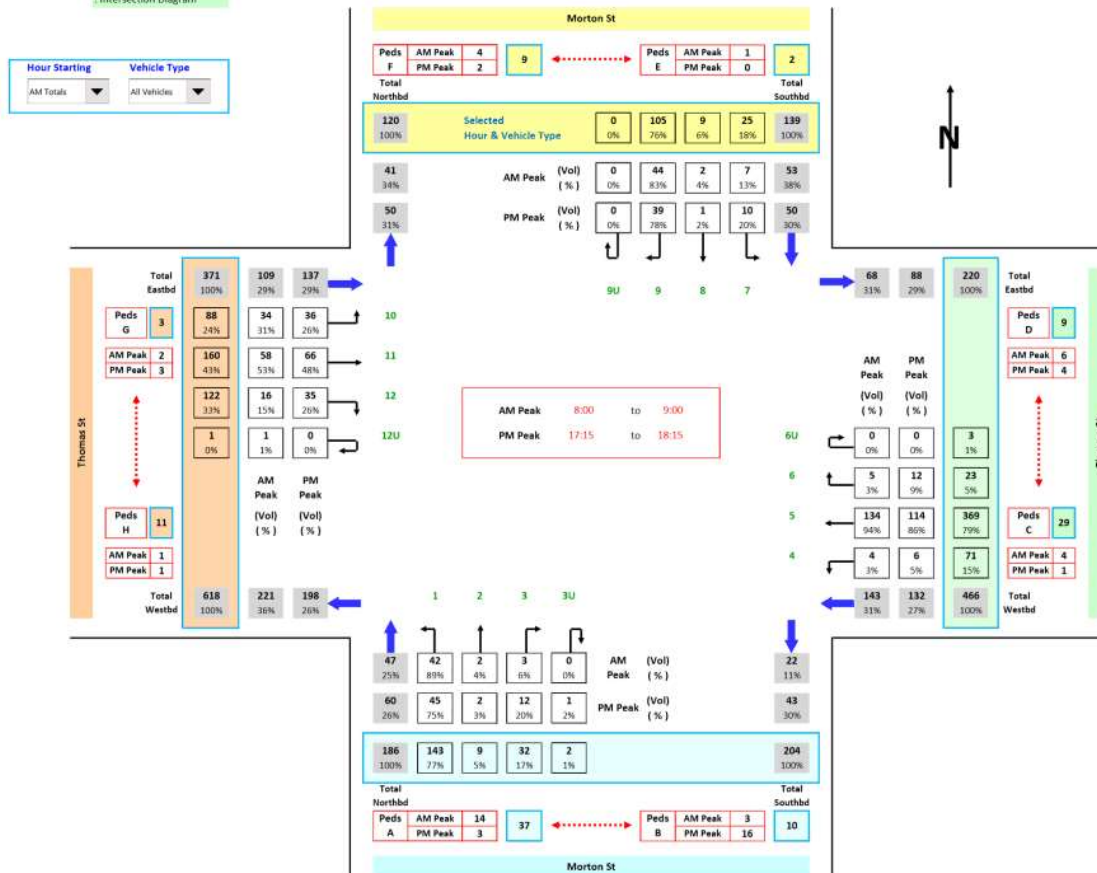 : Intersection Diagram
Morton St
Hour Starting Vehicle Type
AM Totals All Vehicles
Peds F AM Peak 4 PM Peak 2 9
Peds E AM Peak 1 PM Peak 0 2
Total Northbd
Total Southbd
120 100% Selected Hour & Vehicle Type 0 0% 105 76% 9 6% 25 18% 139 100%
41 34% AM Peak (Vol) (%) 0 0% 44 83% 2 4% 7 13% 53 38%
50 31% PM Peak (Vol) (%) 0 0% 39 78% 1 2% 10 20% 50 30%
N
9U 9 8 7
Total Eastbd 371 100% 109 29% 137 29%
Peds G 3 88 24% 34 31% 36 26% 10
AM Peak 2 PM Peak 3
160 43% 58 53% 66 48% 11
122 33% 16 15% 35 26% 12
1 0% 1 1% 0 0% 12U
Thomas St
AM Peak (Vol) (%) PM Peak (Vol) (%)
Peds H 11
AM Peak 1 PM Peak 1
Total Westbd 618 100% 221 36% 198 26%
AM Peak 8:00 to 9:00
PM Peak 17:15 to 18:15
68 31% 88 29% 220 100% Total Eastbd
Peds D 9
AM Peak 6 PM Peak 4
AM Peak (Vol) (%) PM Peak (Vol) (%)
6U 0 0% 0 0% 3 1%
6 5 3% 12 9% 23 5%
5 134 94% 114 86% 369 79%
4 4 3% 6 5% 71 15%
Peds C 29
AM Peak 4 PM Peak 1
143 31% 132 27% 466 100% Total Westbd
1 2 3 3U
47 25% 42 89% 2 4% 3 6% 0 0% AM Peak (Vol) (%) 22 11%
60 26% 45 75% 2 3% 12 20% 1 2% PM Peak (Vol) (%) 43 30%
186 100% 143 77% 9 5% 32 17% 2 1% 204 100%
Total Northbd
Total Southbd
Peds A AM Peak 14 PM Peak 3 37
Peds B AM Peak 3 PM Peak 16 10
Morton St